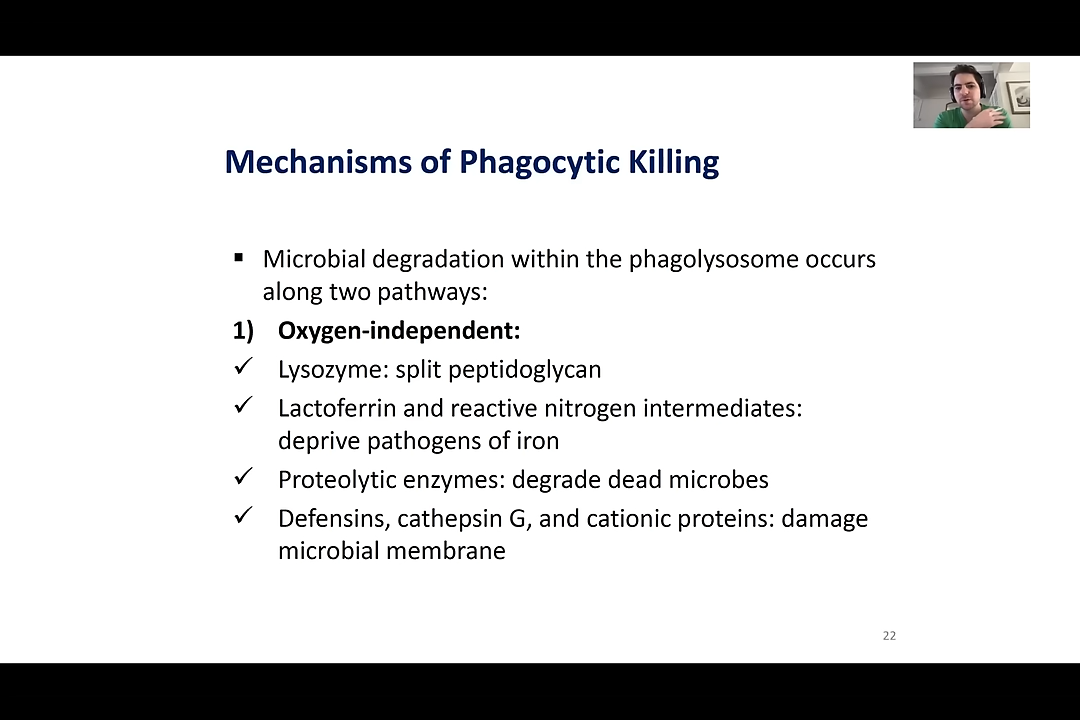 Mechanisms of Phagocytic Killing
▪ Microbial degradation within the phagolysosome occurs
along two pathways:
1) Oxygen-independent:
✓ Lysozyme: split peptidoglycan
✓ Lactoferrin and reactive nitrogen intermediates:
deprive pathogens of iron
✓ Proteolytic enzymes: degrade dead microbes
✓ Defensins, cathepsin G, and cationic proteins: damage
microbial membrane
22